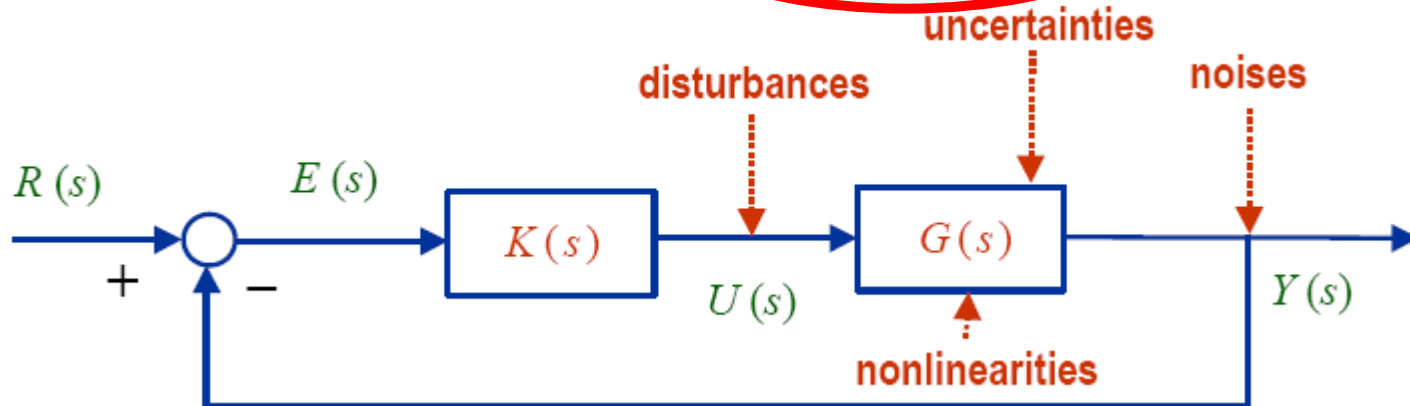 uncertainties
disturbances
noises
R(s)
E(s)
K(s)
G(s)
+
−
U(s)
Y(s)
nonlinearities